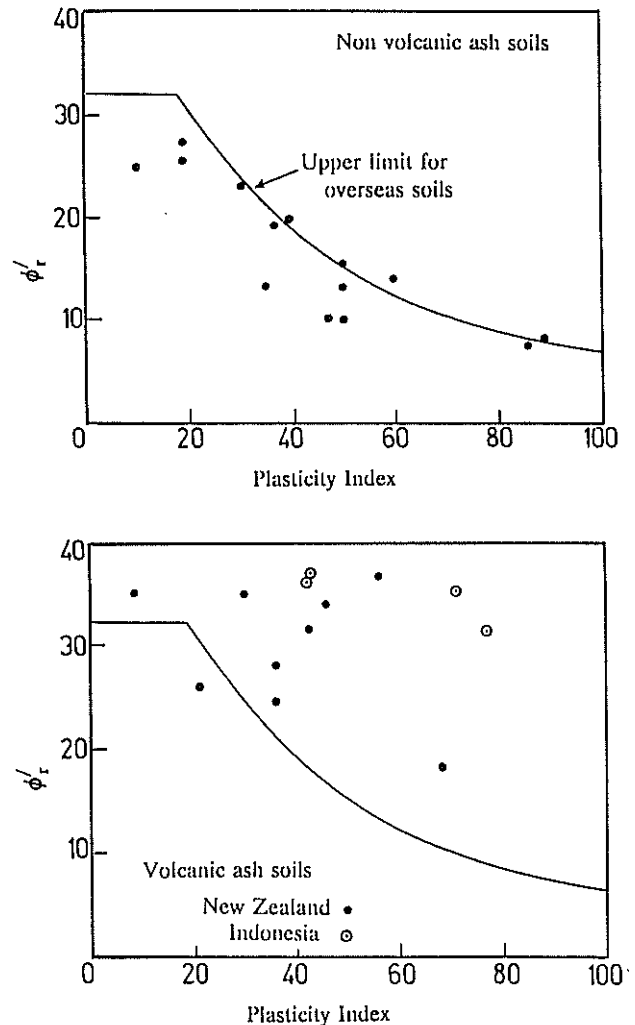 40
Non volcanic ash soils
30
Upper limit for
overseas soils
20
ϕ′r
10
0
20
40
60
80
100
Plasticity Index
40
30
20
ϕ′r
10
Volcanic ash soils
New Zealand
Indonesia
0
20
40
60
80
100
Plasticity Index